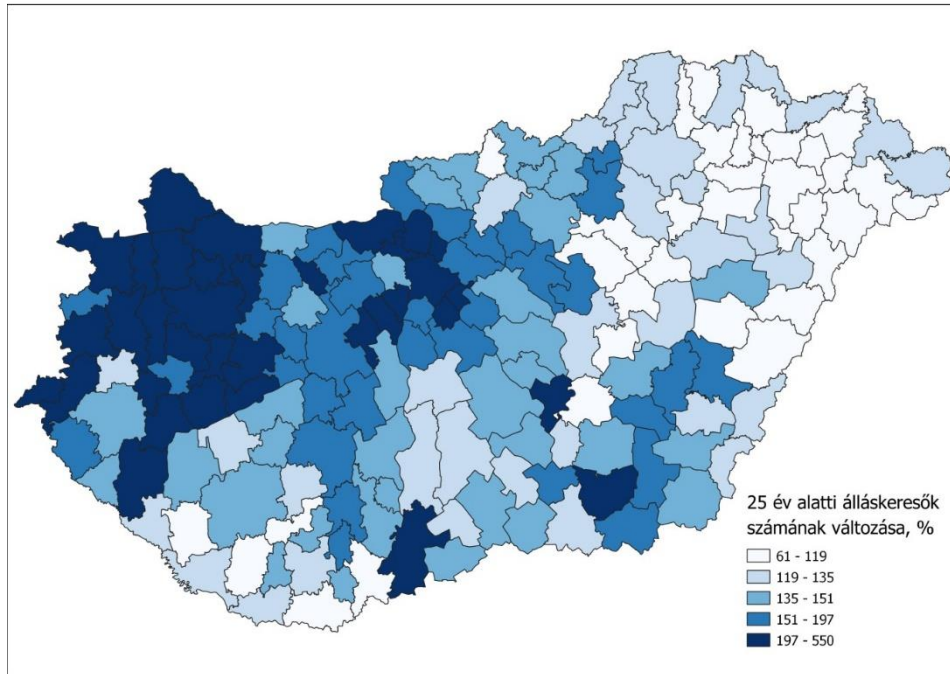 25 év alatti álláskeresők
számának változása, %
61 - 119
119 - 135
135 - 151
151 - 197
197 - 550